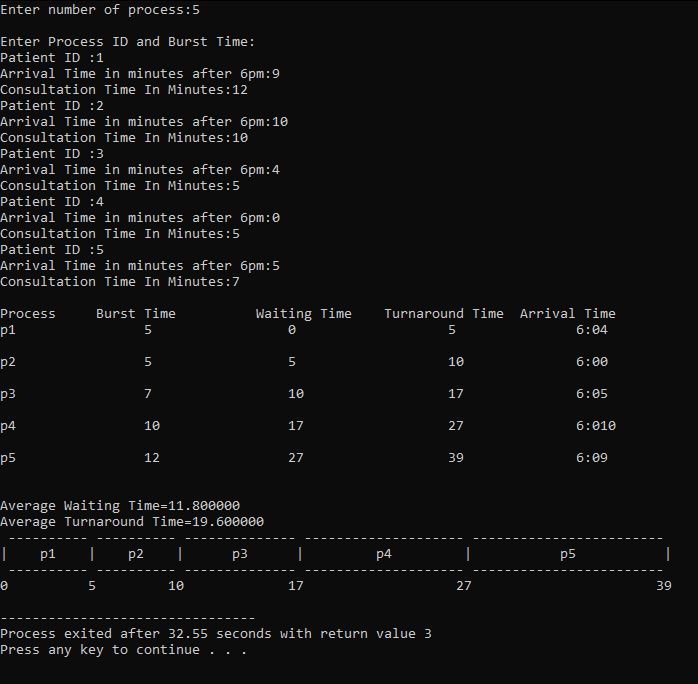 Enter number of process:5
Enter Process ID and Burst Time:
Patient ID :1
Arrival Time in minutes after 6pm:9
Consultation Time In Minutes:12
Patient ID :2
Arrival Time in minutes after 6pm:10
Consultation Time In Minutes:10
Patient ID :3
Arrival Time in minutes after 6pm:4
Consultation Time In Minutes:5
Patient ID :4
Arrival Time in minutes after 6pm:0
Consultation Time In Minutes:5
Patient ID :5
Arrival Time in minutes after 6pm:5
Consultation Time In Minutes:7
Process Burst Time Waiting Time Turnaround Time Arrival Time
p1 5 0 5 6:04
p2 5 5 10 6:00
p3 7 10 17 6:05
p4 10 17 27 6:010
p5 12 27 39 6:09
Average Waiting Time=11.800000
Average Turnaround Time=19.600000
---------- ---------- -------------- -------------------- ------------------------
| p1 | p2 | p3 | p4 | p5 |
---------- ---------- -------------- -------------------- ------------------------
0 5 10 17 27 39
--------------------------------
Process exited after 32.55 seconds with return value 3
Press any key to continue . . .